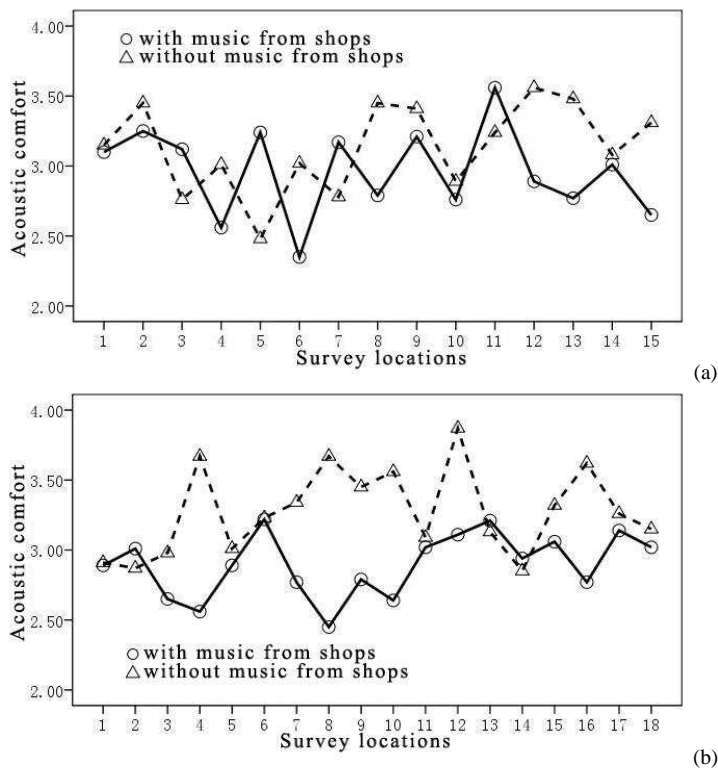 4.00
with music from shops
without music from shops
3.50
3.00
2.50
2.00
Acoustic comfort
1 2 3 4 5 6 7 8 9 10 11 12 13 14 15
Survey locations
(a)
4.00
3.50
3.00
2.50
with music from shops
without music from shops
2.00
Acoustic comfort
1 2 3 4 5 6 7 8 9 10 11 12 13 14 15 16 17 18
Survey locations
(b)